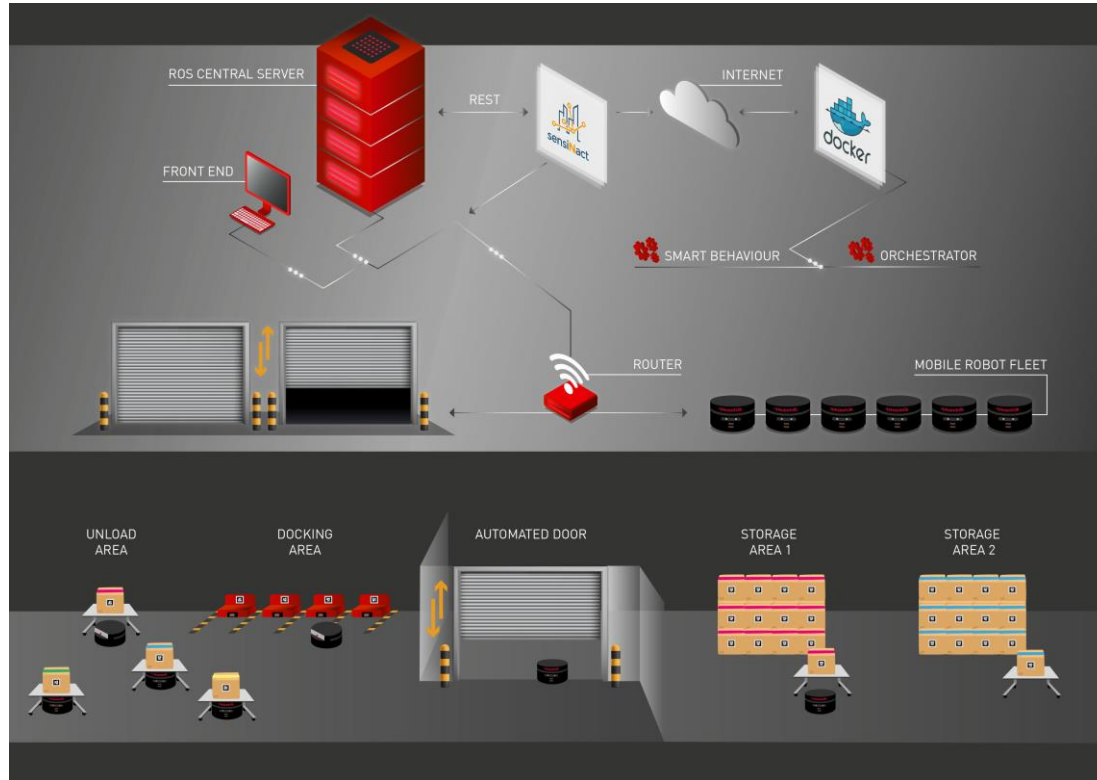 ROS CENTRAL SERVER
REST
INTERNET
sensiNact
docker
FRONT END
SMART BEHAVIOUR
ORCHESTRATOR
ROUTER
MOBILE ROBOT FLEET
UNLOAD
AREA
DOCKING
AREA
AUTOMATED DOOR
STORAGE
AREA 1
STORAGE
AREA 2